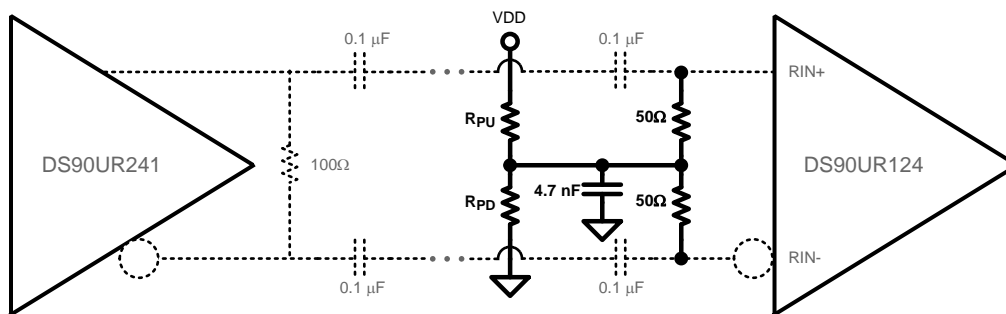 VDD
0.1 µF
0.1 µF
RIN+
RPU
50Ω
DS90UR241
100Ω
DS90UR124
4.7 nF
RPD
50Ω
RIN-
0.1 µF
0.1 µF